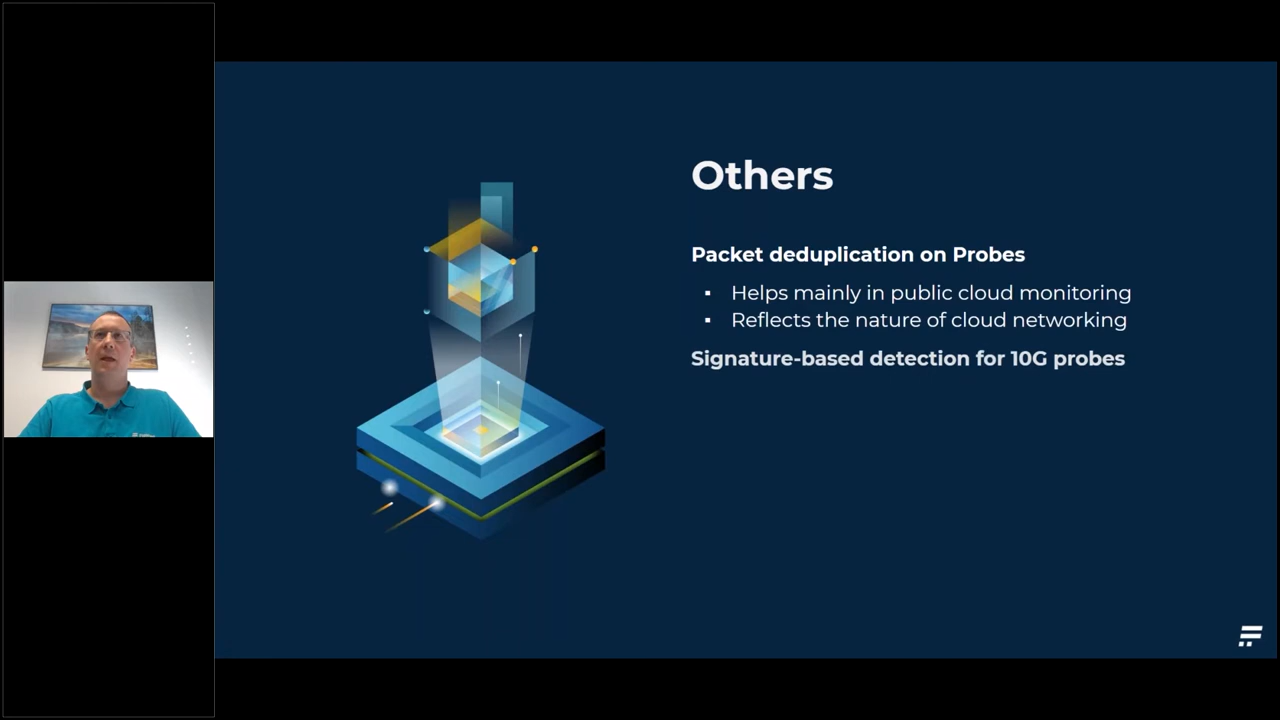 Others
Packet deduplication on Probes
▪ Helps mainly in public cloud monitoring
▪ Reflects the nature of cloud networking
Signature-based detection for 10G probes